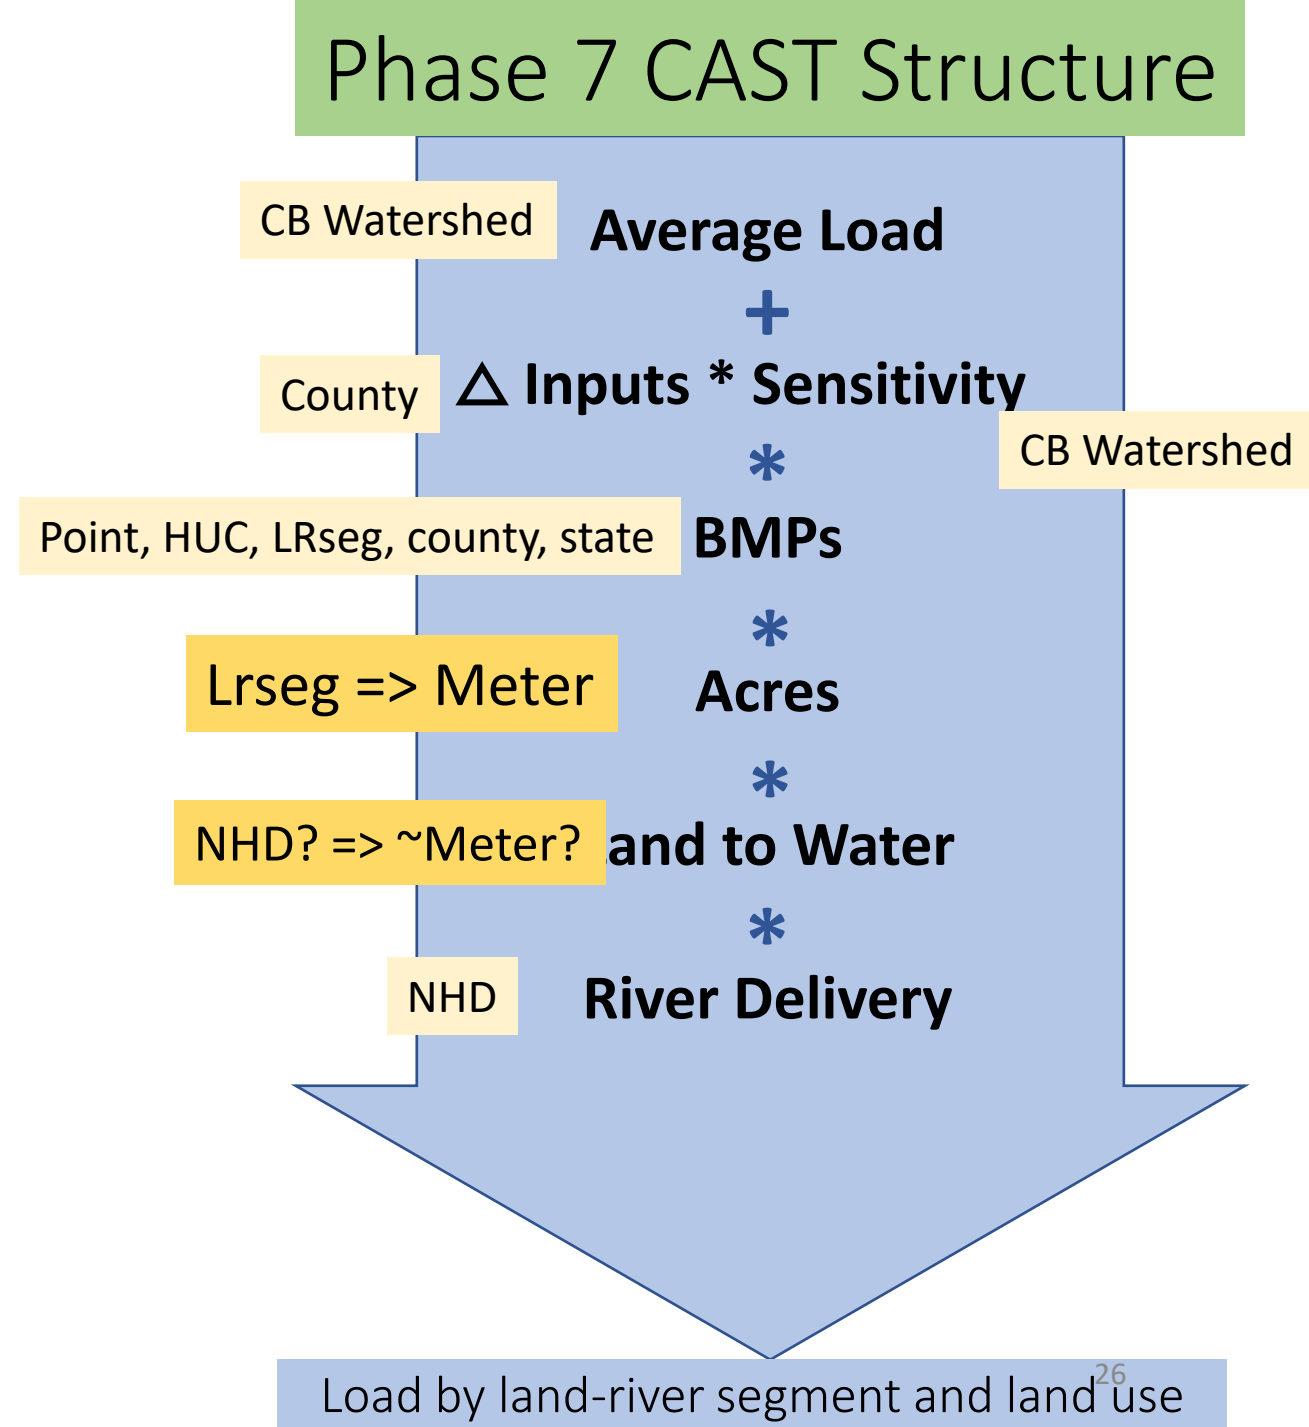 Phase 7 CAST Structure
CB Watershed
Average Load
+
County
△ Inputs * Sensitivity
CB Watershed
*
Point, HUC, LRseg, county, state
BMPs
*
Lrseg => Meter
Acres
*
NHD? => ~Meter?
and to Water
*
NHD
River Delivery
26
Load by land-river segment and land use